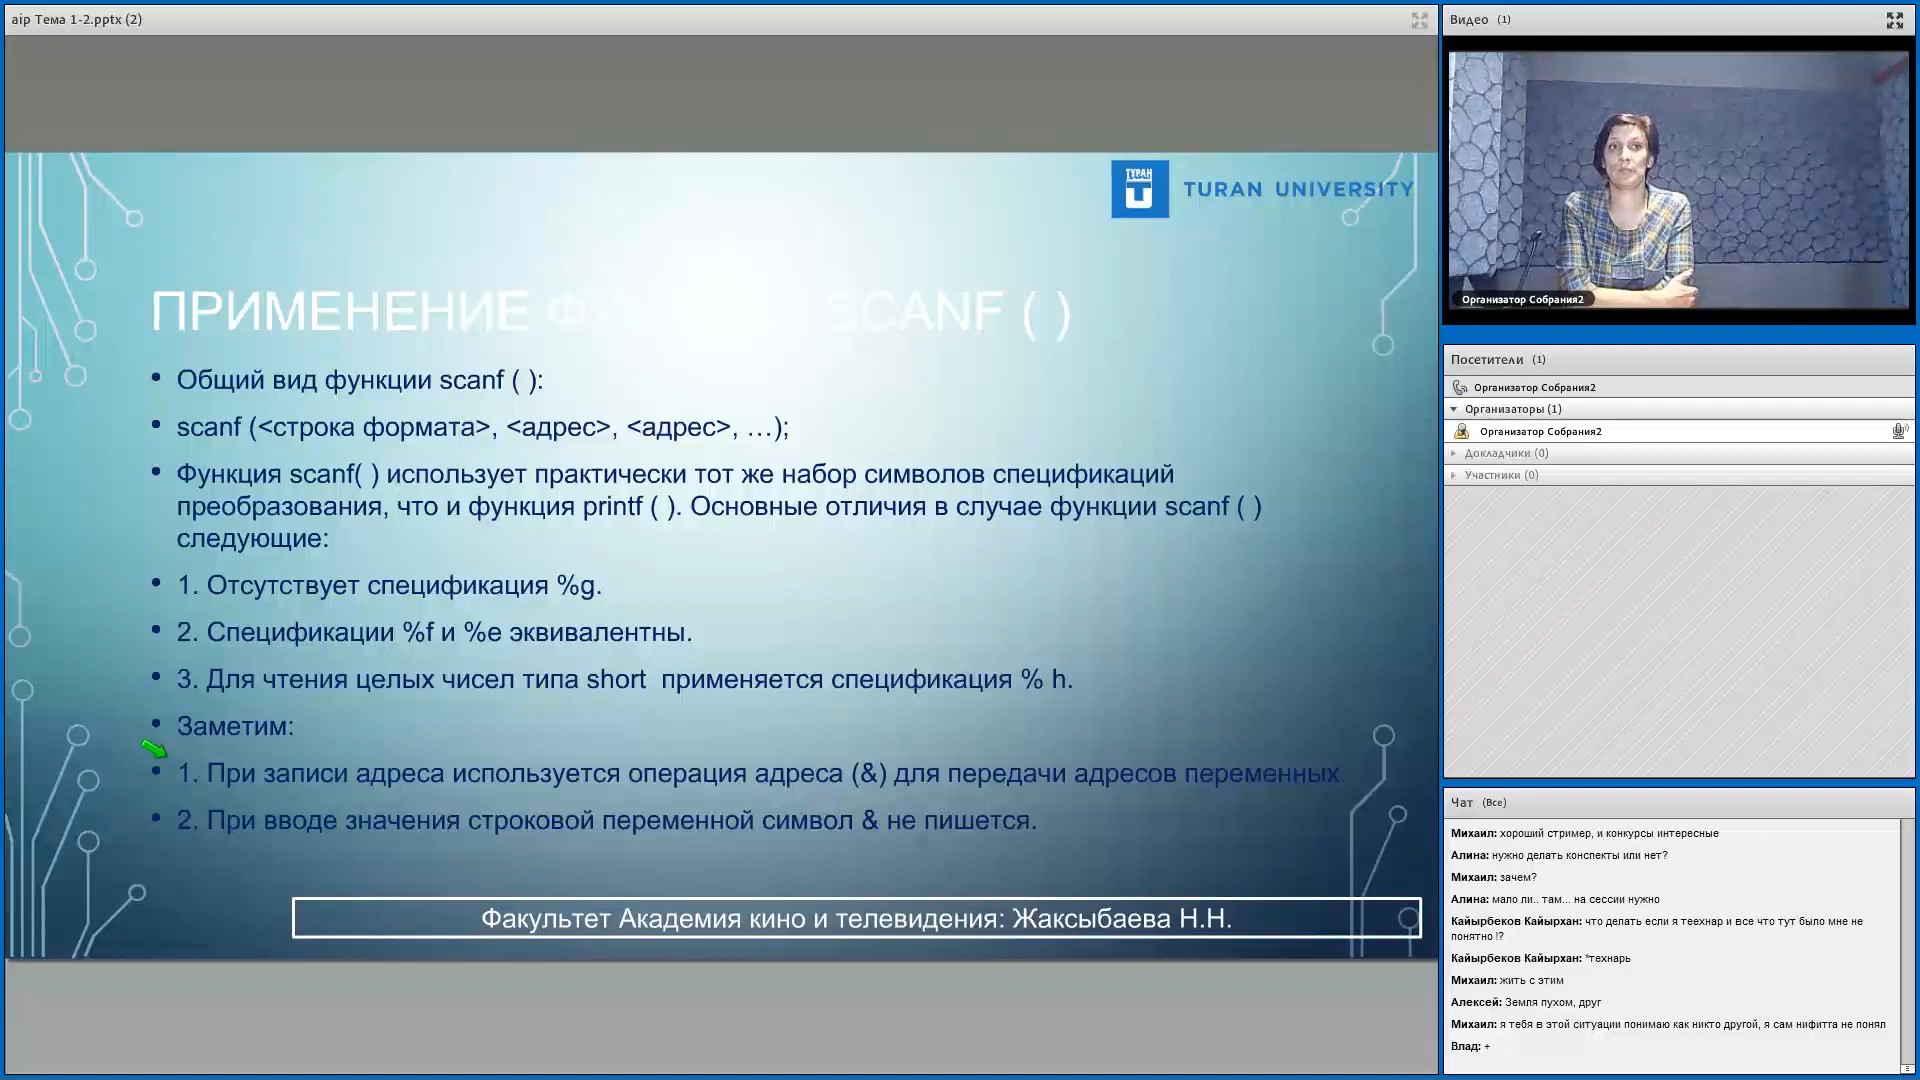 aip Тема 1-2.pptx (2)
ТУРАН
TURAN UNIVERSITY
ПРИМЕНЕНИЕ ФУ SCANF ( )
Общий вид функции scanf ( ):
scanf (<строка формата>, <адрес>, <адрес>, …);
Функция scanf( ) использует практически тот же набор символов спецификаций
преобразования, что и функция printf ( ). Основные отличия в случае функции scanf ( )
следующие:
1. Отсутствует спецификация %g.
2. Спецификации %f и %e эквивалентны.
3. Для чтения целых чисел типа short применяется спецификация % h.
Заметим:
1. При записи адреса используется операция адреса (&) для передачи адресов переменных.
2. При вводе значения строковой переменной символ & не пишется.
Факультет Академия кино и телевидения: Жаксыбаева Н.Н.
Видео (1)
Организатор Собрания2
Посетители (1)
Организатор Собрания2
Организаторы (1)
Организатор Собрания2
Докладчики (0)
Участники (0)
Чат (Все)
Михаил: хороший стример, и конкурсы интересные
Алина: нужно делать конспекты или нет?
Михаил: зачем?
Алина: мало ли.. там... на сессии нужно
Кайырбеков Кайырхан: что делать если я теехнар и все что тут было мне не
понятно !?
Кайырбеков Кайырхан: *технарь
Михаил: жить с этим
Алексей: Земля пухом, друг
Михаил: я тебя в этой ситуации понимаю как никто другой, я сам нифитга не понял
Влад: +